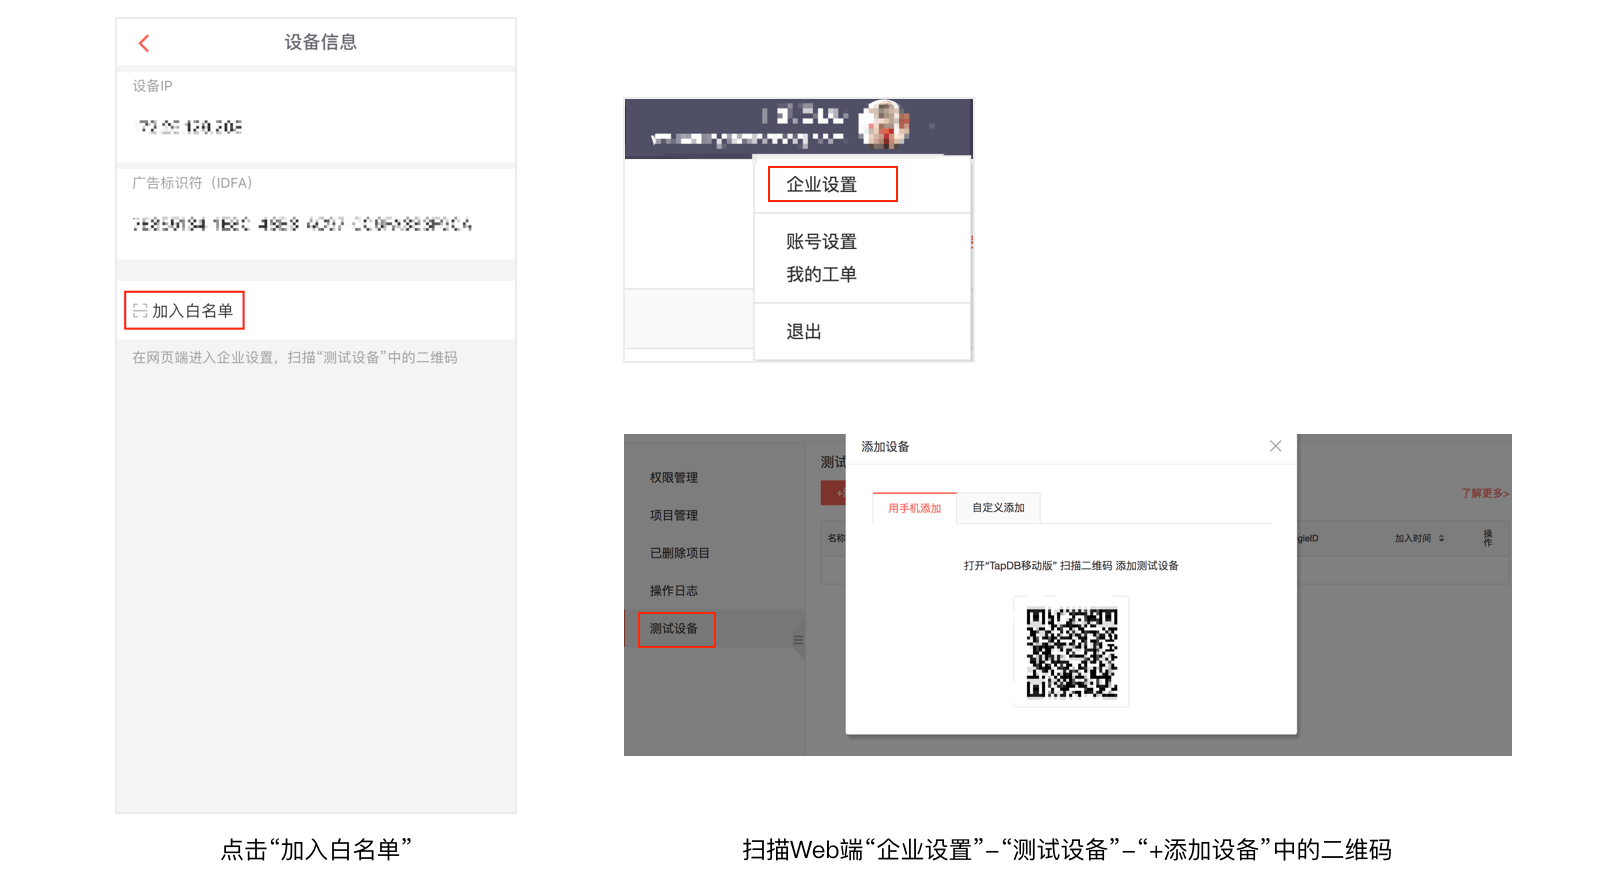 设备信息
设备IP
广告标识符（IDFA）
加入白名单
在网页端进入企业设置，扫描“测试设备”中的二维码
点击“加入白名单”
企业设置
账号设置
我的工单
退出
权限管理
项目管理
已删除项目
操作日志
测试设备
测试
名称
添加设备
用手机添加
自定义添加
打开“TapDB移动版” 扫描二维码 添加测试设备
了解更多>
gleID
加入时间
操作
扫描Web端“企业设置”–“测试设备”–“+添加设备”中的二维码